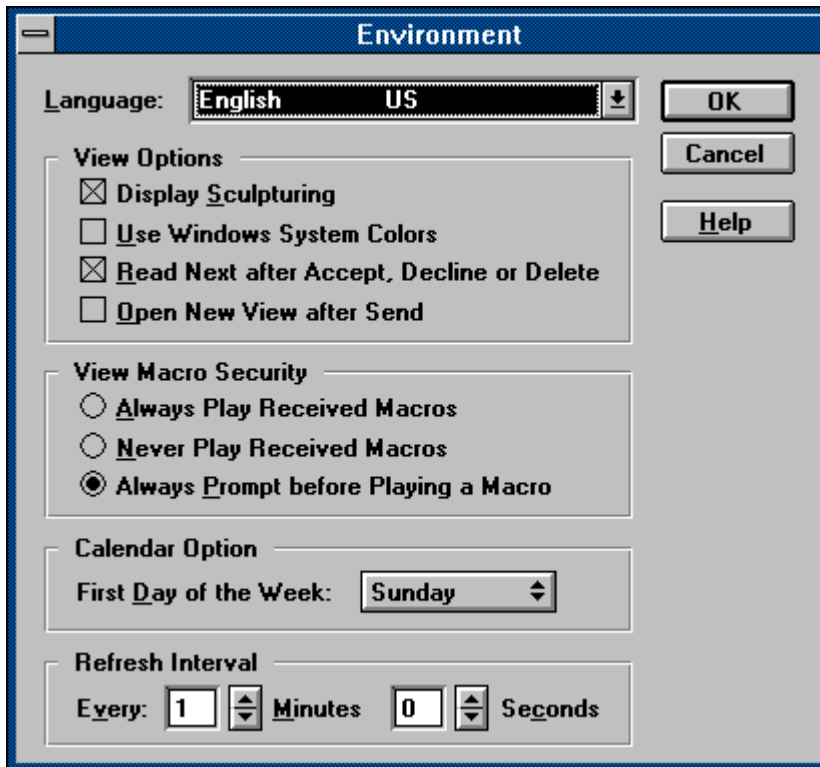 Environment
Language: English US
OK
Cancel
Help
View Options
Display Sculpturing
Use Windows System Colors
Read Next after Accept, Decline or Delete
Open New View after Send
View Macro Security
Always Play Received Macros
Never Play Received Macros
Always Prompt before Playing a Macro
Calendar Option
First Day of the Week: Sunday
Refresh Interval
Every: 1 Minutes 0 Seconds